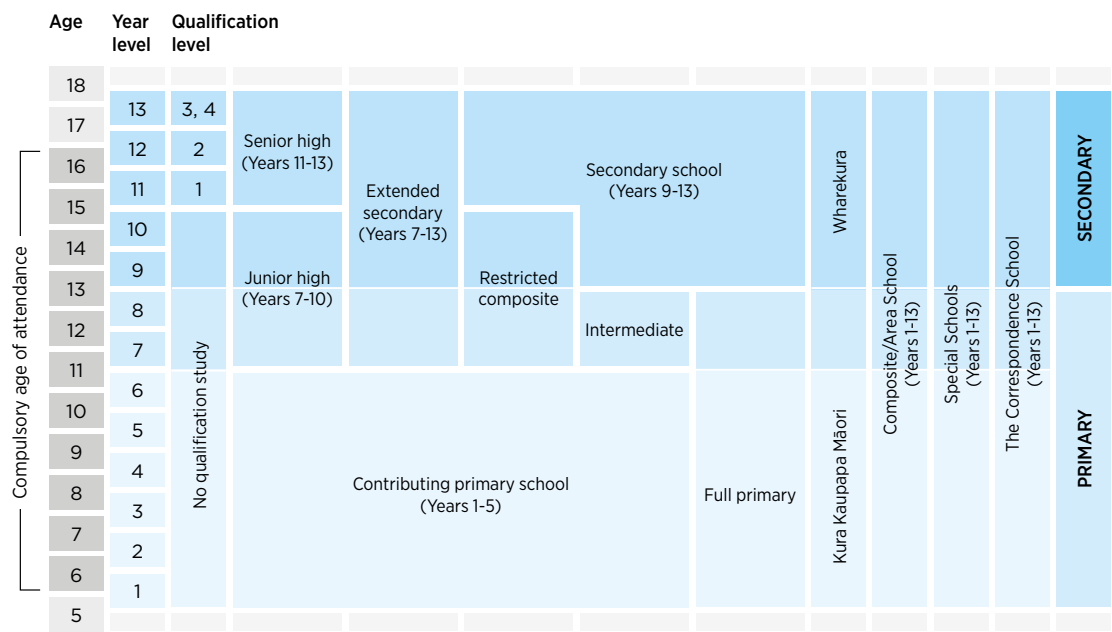 Age
Year
level
Qualification
level
18
17
16
15
14
13
12
11
10
9
8
7
6
5
Compulsory age of attendance
13
12
11
10
9
8
7
6
5
4
3
2
1
3, 4
2
1
No qualification study
Senior high
(Years 11-13)
Junior high
(Years 7-10)
Extended
secondary
(Years 7-13)
Secondary school
(Years 9-13)
Restricted
composite
Intermediate
Contributing primary school
(Years 1-5)
Full primary
Wharekura
Kura Kaupapa Māori
Composite/Area School
(Years 1-13)
Special Schools
(Years 1-13)
The Correspondence School
(Years 1-13)
SECONDARY
PRIMARY